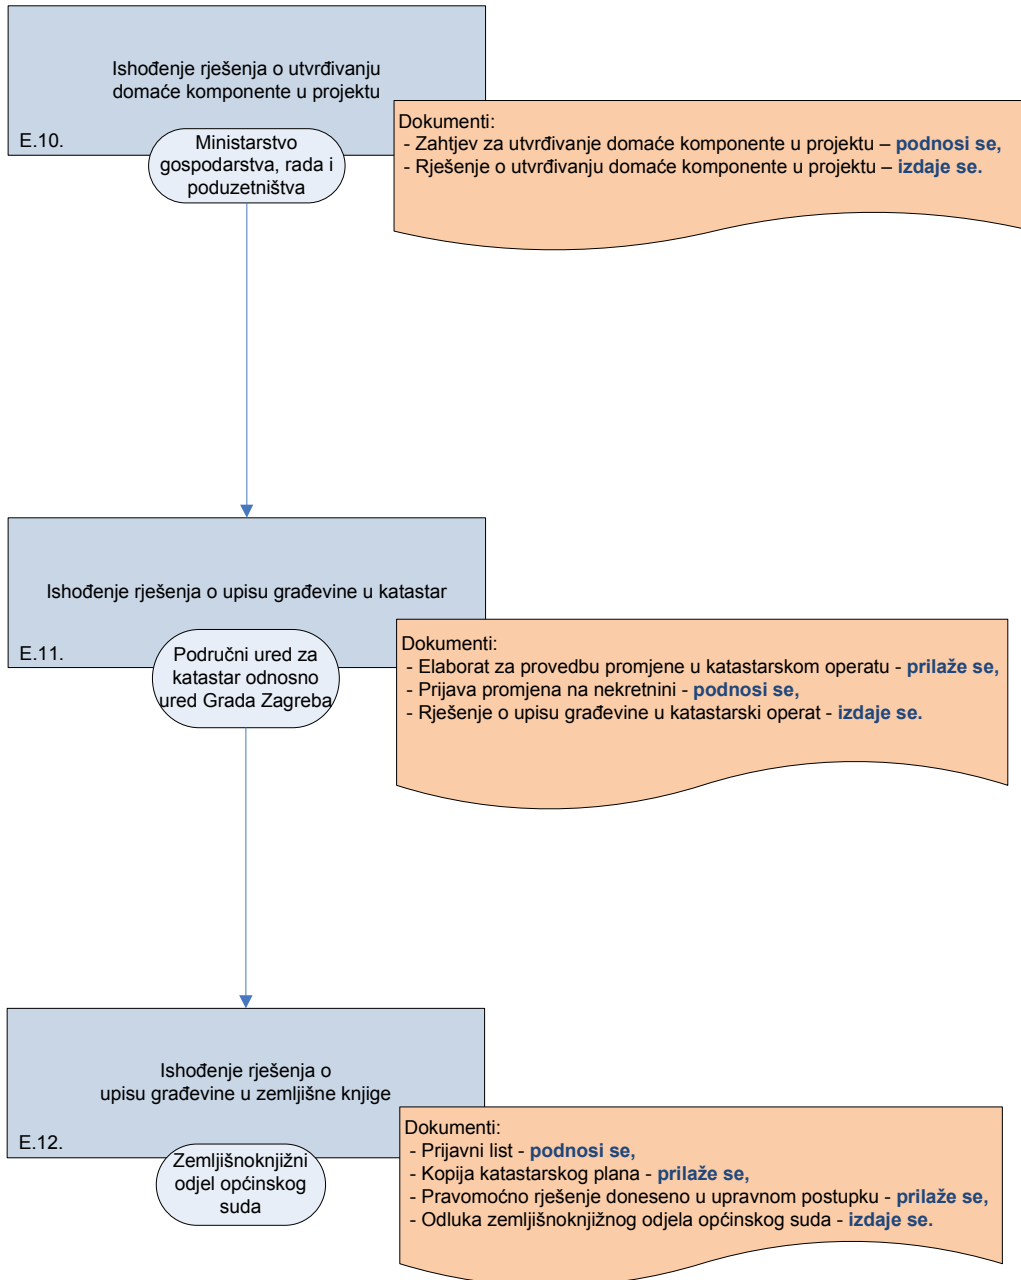 Ishođenje rješenja o utvrđivanju
domaće komponente u projektu
E.10.
Ministarstvo
gospodarstva, rada i
poduzetništva
Dokumenti:
- Zahtjev za utvrđivanje domaće komponente u projektu – podnosi se,
- Rješenje o utvrđivanju domaće komponente u projektu – izdaje se.
Ishođenje rješenja o upisu građevine u katastar
E.11.
Područni ured za
katastar odnosno
ured Grada Zagreba
Dokumenti:
- Elaborat za provedbu promjene u katastarskom operatu - prilaže se,
- Prijava promjena na nekretnini - podnosi se,
- Rješenje o upisu građevine u katastarski operat - izdaje se.
Ishođenje rješenja o
upisu građevine u zemljišne knjige
E.12.
Zemljišnoknjižni
odjel općinskog
suda
Dokumenti:
- Prijavni list - podnosi se,
- Kopija katastarskog plana - prilaže se,
- Pravomoćno rješenje doneseno u upravnom postupku - prilaže se,
- Odluka zemljišnoknjižnog odjela općinskog suda - izdaje se.